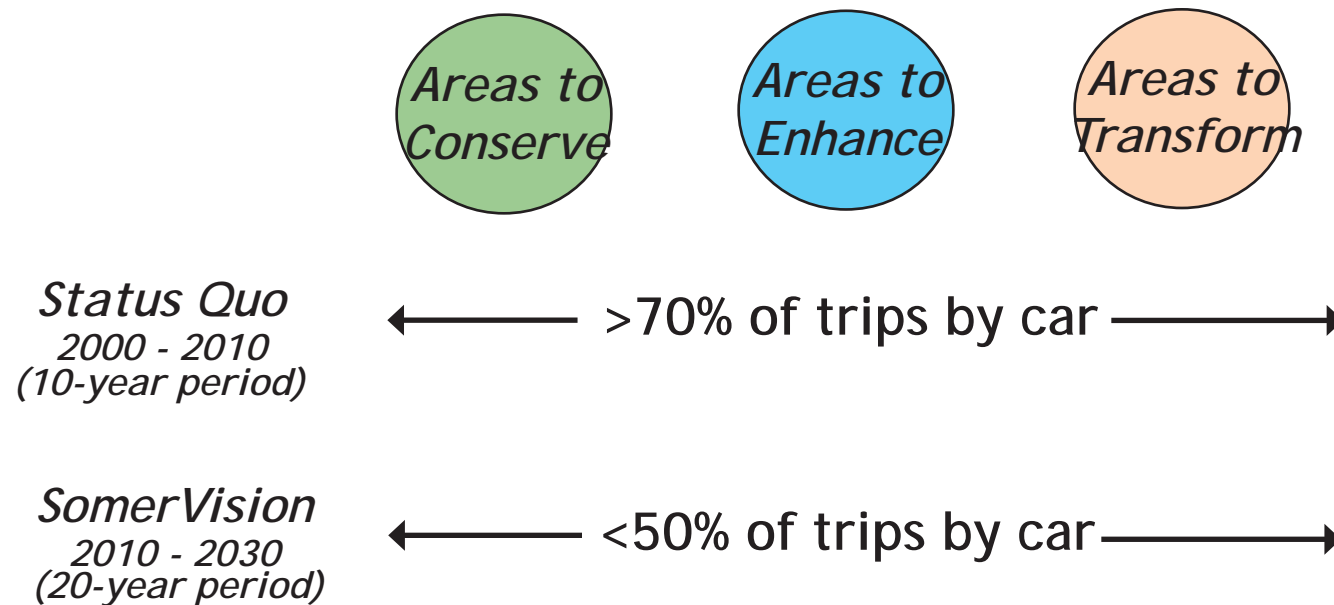 Areas to
Conserve
Areas to
Enhance
Areas to
Transform
Status Quo
2000 - 2010
(10-year period)
>70% of trips by car
SomerVision
2010 - 2030
(20-year period)
<50% of trips by car